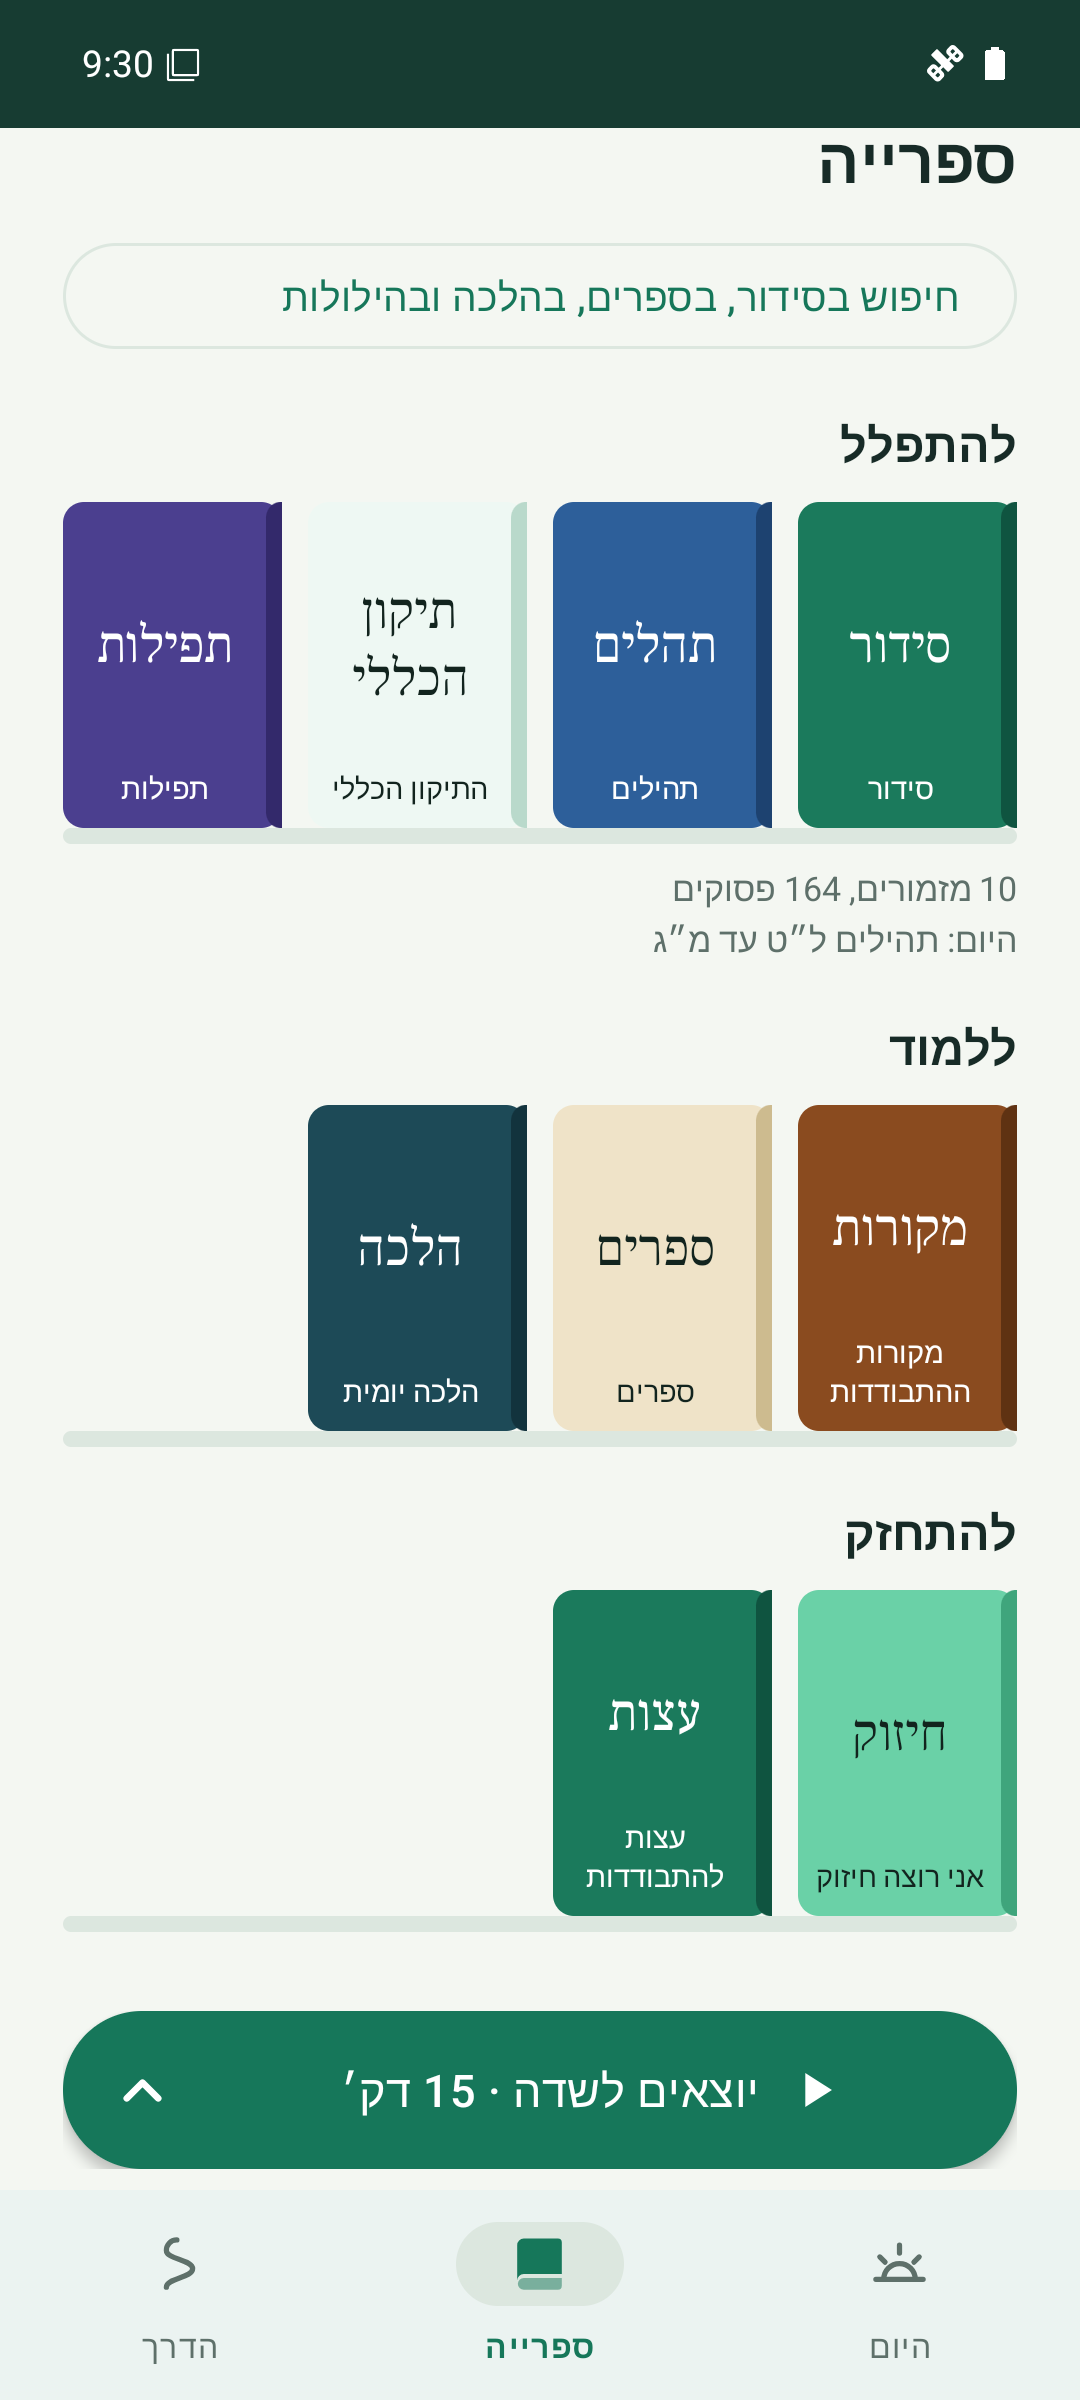 9:30
ספרייה
חיפוש בסידור, בספרים, בהלכה ובהילולות
להתפלל
סידור
סידור
תהלים
תהילים
תיקון
הכללי
התיקון הכללי
תפילות
תפילות
10 מזמורים, 164 פסוקים
היום: תהילים ל״ט עד מ״ג
ללמוד
מקורות
מקורות
ההתבודדות
ספרים
ספרים
הלכה
הלכה יומית
להתחזק
חיזוק
אני רוצה חיזוק
עצות
עצות
להתבודדות
יוצאים לשדה · 15 דק׳
היום
ספרייה
הדרך